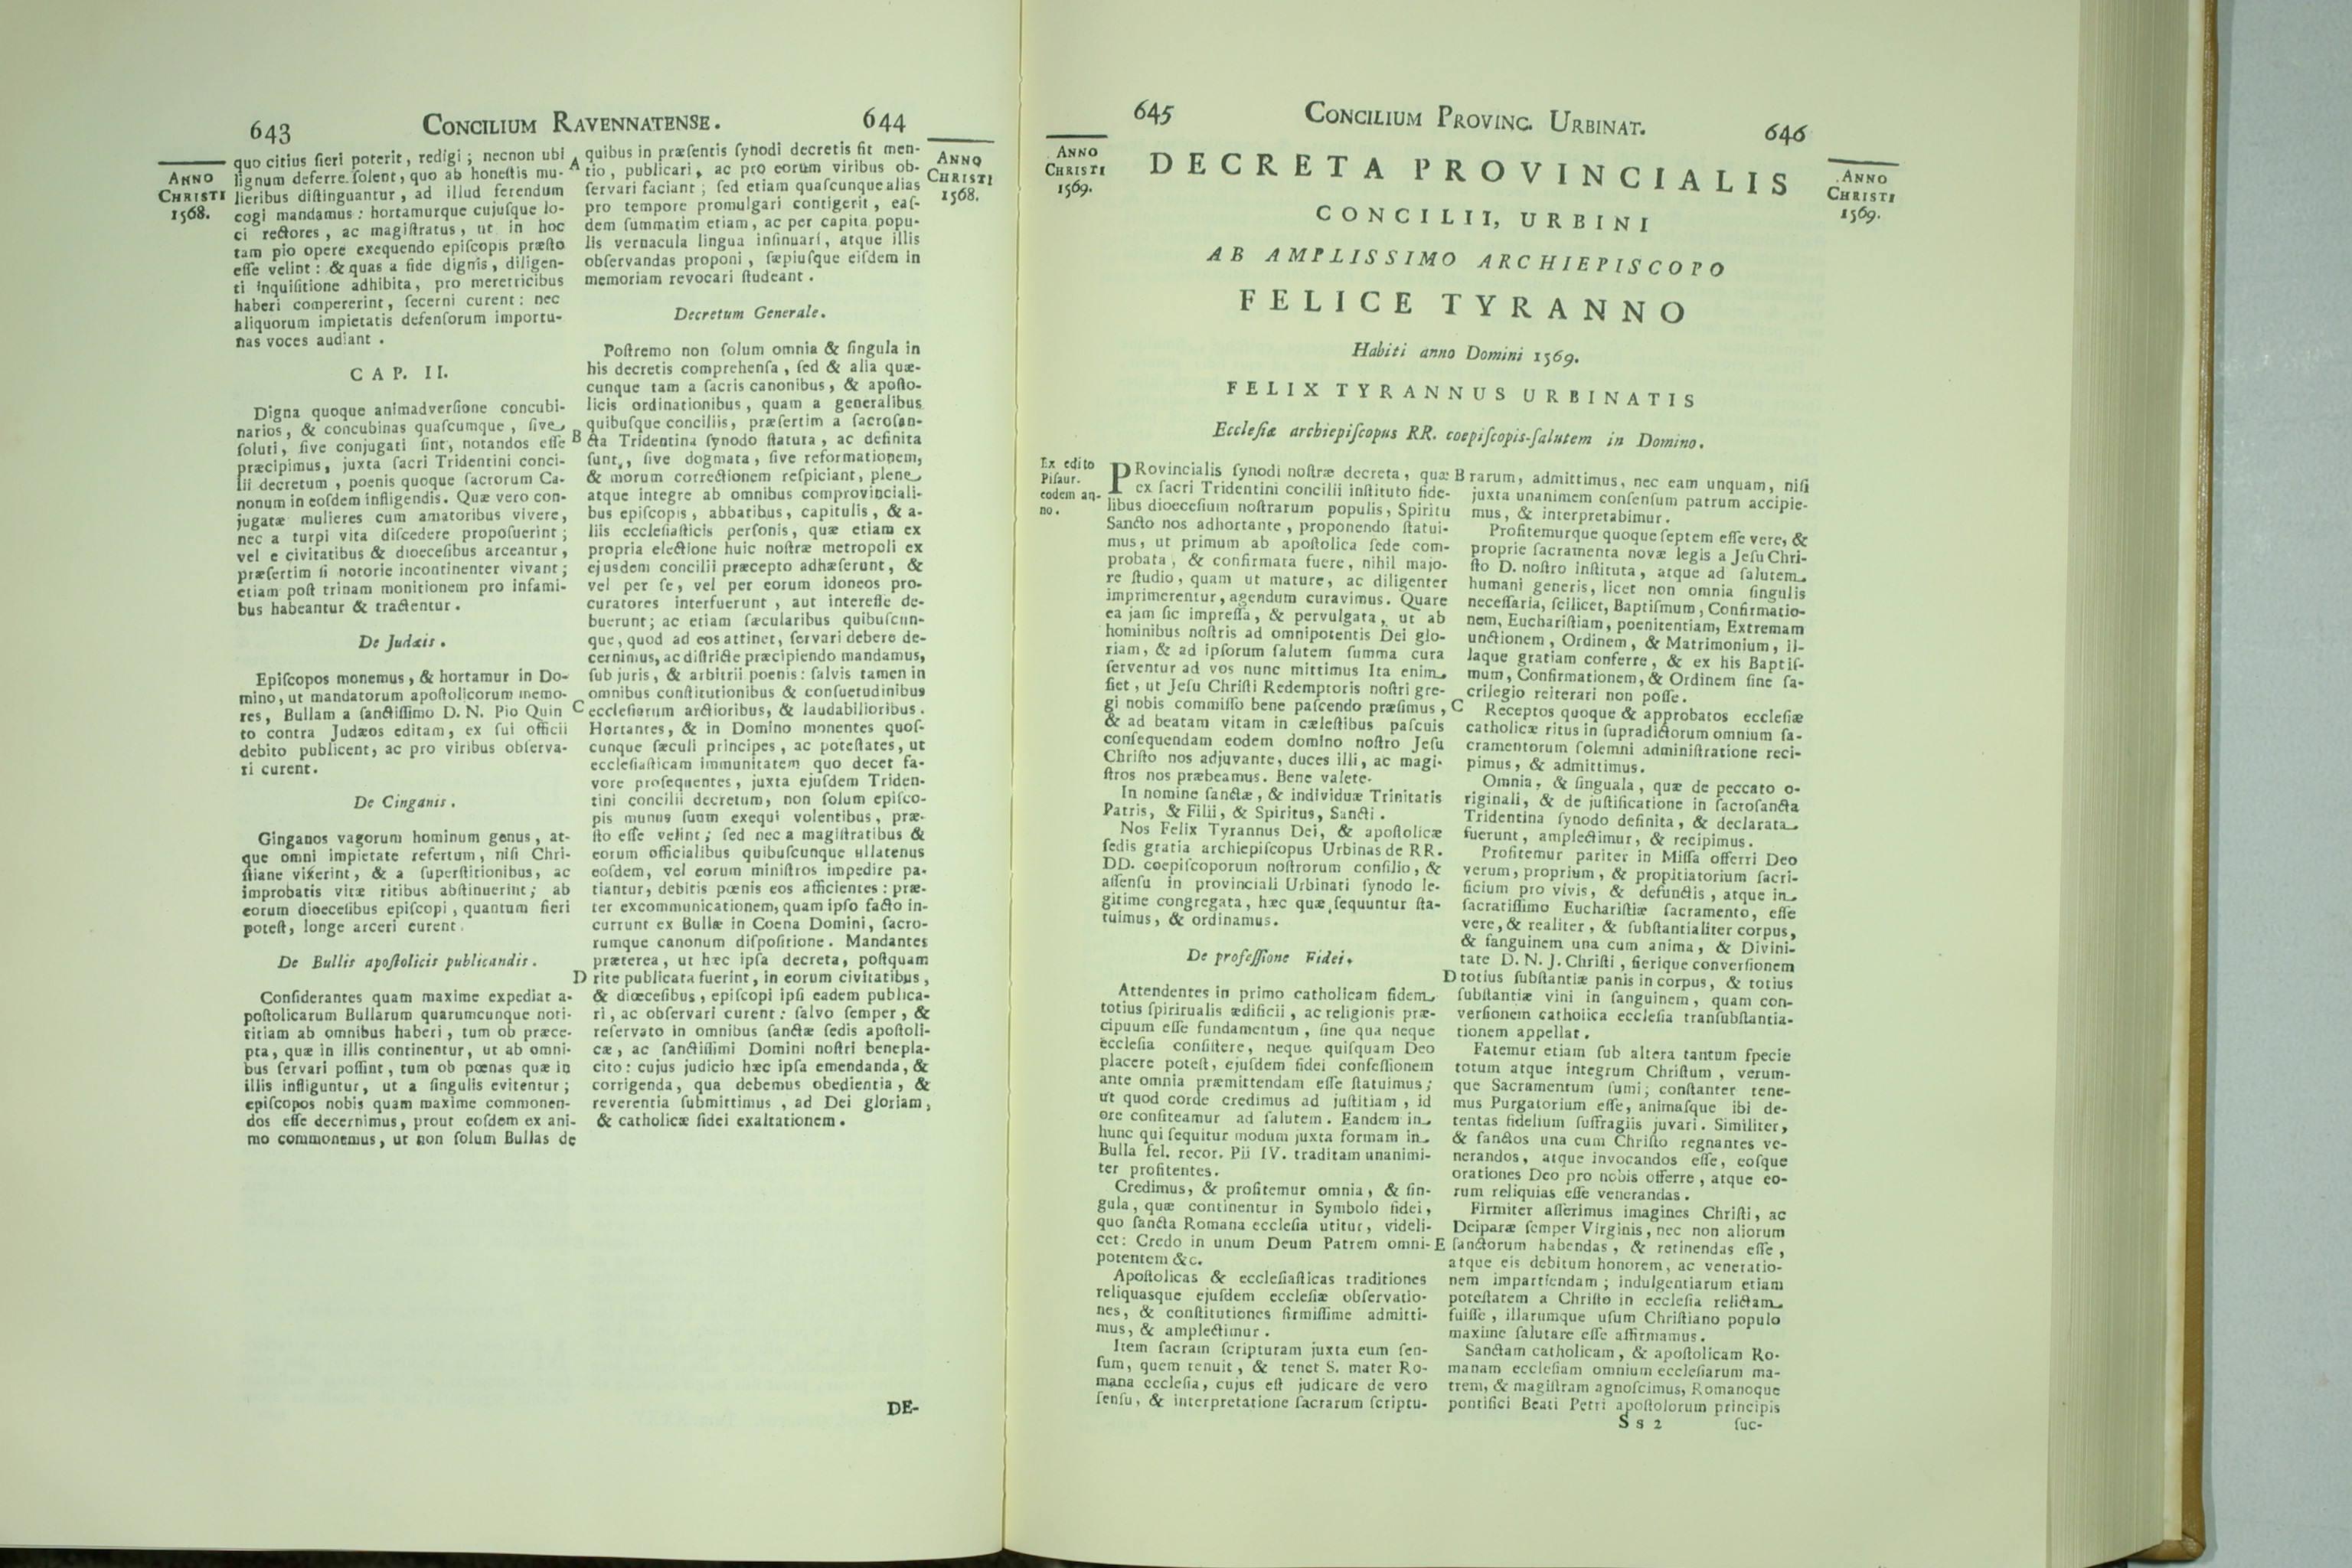 643
CONCILIUM RAVENNATENSE.
644
ANNO
CHRISTI
1568.
quo citius fieri poterit, redigi; necnon ubi
lignum deferre ſolent, quo ab honeſtis mu-
lieribus diſtinguantur, ad illud ferendum
cogi mandamus: hortamurque cujuſque lo-
ci rectores, ac magiſtratus, ut in hoc
tam pio opere exequendo epiſcopis præſto
eſſe velint: & quas a fide dignis, diligen-
ti inquiſitione adhibita, pro meretricibus
haberi compererint, ſecerni curent: nec
aliquorum impietatis defenſorum importu-
nas voces audiant.
CAP. II.
Digna quoque animadverſione concubi-
narios, & concubinas quaſcumque, ſive
ſoluti, ſive conjugati ſint, notandos eſſe
præcipimus, juxta ſacri Tridentini conci-
lii decretum, poenis quoque ſacrorum Ca-
nonum in eoſdem infligendis. Quæ vero con-
jugatæ mulieres cum amatoribus vivere,
nec a turpi vita diſcedere propoſuerint;
vel e civitatibus & dioeceſibus arceantur,
præſertim ſi notorie incontinenter vivant;
etiam poſt trinam monitionem pro infami-
bus habeantur & tractentur.
De Judæis.
Epiſcopos monemus, & hortamur in Do-
mino, ut mandatorum apoſtolicorum memo-
res, Bullam a ſanctiſſimo D. N. Pio Quin
to contra Judæos editam, ex ſui officii
debito publicent, ac pro viribus obſerva-
ri curent.
De Cinganis.
Ginganos vagorum hominum genus, at-
que omni impietate refertum, niſi Chri-
ſtiane vixerint, & a ſuperſtitionibus, ac
improbatis vitæ ritibus abſtinuerint; ab
eorum dioeceſibus epiſcopi, quantum fieri
poteſt, longe arceri curent.
De Bullis apoſtolicis publicandis.
Conſiderantes quam maxime expediat a-
poſtolicarum Bullarum quarumcunque noti-
titiam ab omnibus haberi, tum ob præce-
pta, quæ in illis continentur, ut ab omni-
bus ſervari poſſint, tum ob pœnas quæ in
illis infliguntur, ut a ſingulis evitentur;
epiſcopos nobis quam maxime commonen-
dos eſſe decernimus, prout eoſdem ex ani-
mo commonemus, ut non ſolum Bullas de
A
B
C
D
quibus in præſentis ſynodi decretis fit men-
tio, publicari, ac pro eorum viribus ob-
ſervari faciant; ſed etiam quaſcunque alias
pro tempore promulgari contigerit, eaſ-
dem ſummatim etiam, ac per capita popu-
lis vernacula lingua inſinuari, atque illis
obſervandas proponi, ſæpiuſque eiſdem in
memoriam revocari ſtudeant.
Decretum Generale.
Poſtremo non ſolum omnia & ſingula in
his decretis comprehenſa, ſed & alia quæ-
cunque tam a ſacris canonibus, & apoſto-
licis ordinationibus, quam a generalibus
quibuſque conciliis, præſertim a ſacroſan-
cta Tridentina ſynodo ſtatuta, ac definita
ſunt, ſive dogmata, ſive reformationem,
& morum correctionem reſpiciant, plene
atque integre ab omnibus comprovinciali-
bus epiſcopis, abbatibus, capitulis, & a-
liis eccleſiaſticis perſonis, quæ etiam ex
propria electione huic noſtræ metropoli ex
ejusdem concilii præcepto adhæſerunt, &
vel per ſe, vel per eorum idoneos pro-
curatores interfuerunt, aut intereſſe de-
buerunt; ac etiam ſæcularibus quibuſcun-
que, quod ad eos attinet, ſervari debere de-
cernimus, ac diſtricte præcipiendo mandamus,
ſub juris, & arbitrii poenis: ſalvis tamen in
omnibus conſtitutionibus & conſuetudinibus
eccleſiarum arctioribus, & laudabilioribus.
Hortantes, & in Domino monentes quoſ-
cunque ſæculi principes, ac poteſtates, ut
eccleſiaſticam immunitatem quo decet fa-
vore proſequentes, juxta ejuſdem Triden-
tini concilii decretum, non ſolum epiſco-
pis munus ſuum exequi volentibus, præ-
ſto eſſe velint; ſed nec a magiſtratibus &
eorum officialibus quibuſcunque ullatenus
eoſdem, vel eorum miniſtros impedire pa-
tiantur, debitis pœnis eos afficientes: præ-
ter excommunicationem, quam ipſo facto in-
currunt ex Bullæ in Coena Domini, ſacro-
rumque canonum diſpoſitione. Mandantes
præterea, ut hæc ipſa decreta, poſtquam
rite publicata fuerint, in eorum civitatibus,
& diœceſibus, epiſcopi ipſi eadem publica-
ri, ac obſervari curent: ſalvo ſemper, &
reſervato in omnibus ſanctæ ſedis apoſtoli-
cæ, ac ſanctiſſimi Domini noſtri benepla-
cito: cujus judicio hæc ipſa emendanda, &
corrigenda, qua debemus obedientia, &
reverentia ſubmittimus, ad Dei gloriam,
& catholicæ fidei exaltationem.
ANNO
CHRISTI
1568.
DE-
645
CONCILIUM PROVINC. URBINAT.
646
ANNO
CHRISTI
1569.
ANNO
CHRISTI
1569.
DECRETA PROVINCIALIS
CONCILII, URBINI
AB AMPLISSIMO ARCHIEPISCOPO
FELICE TYRANNO
Habiti anno Domini 1569.
FELIX TYRANNUS URBINATIS
Eccleſiæ archiepiſcopus RR. coepiſcopis-ſalutem in Domino.
Ex edito
Piſaur.
eodem an-
no.
PRovincialis ſynodi noſtræ decreta, quæ
ex ſacri Tridentini concilii inſtituto fide-
libus dioeceſium noſtrarum populis, Spiritu
Sancto nos adhortante, proponendo ſtatui-
mus, ut primum ab apoſtolica ſede com-
probata, & confirmata fuere, nihil majo-
re ſtudio, quam ut mature, ac diligenter
imprimerentur, agendum curavimus. Quare
ea jam ſic impreſſa, & pervulgata, ut ab
hominibus noſtris ad omnipotentis Dei glo-
riam, & ad ipſorum ſalutem ſumma cura
ſerventur ad vos nunc mittimus Ita enim
fiet, ut Jeſu Chriſti Redemptoris noſtri gre-
gi nobis commiſſo bene paſcendo præſimus,
& ad beatam vitam in cæleſtibus paſcuis
conſequendam eodem domino noſtro Jeſu
Chriſto nos adjuvante, duces illi, ac magi-
ſtros nos præbeamus. Bene valete.
In nomine ſanctæ, & individuæ Trinitatis
Patris, & Filii, & Spiritus, Sancti.
Nos Felix Tyrannus Dei, & apoſtolicæ
ſedis gratia archiepiſcopus Urbinas de RR.
DD. coepiſcoporum noſtrorum conſilio, &
aſſenſu in provinciali Urbinati ſynodo le-
gitime congregata, hæc quæ ſequuntur ſta-
tuimus, & ordinamus.
De profeſſione Fidei.
Attendentes in primo catholicam fidem
totius ſpirirualis ædificii, ac religionis præ-
cipuum eſſe fundamentum, ſine qua neque
eccleſia conſiſtere, neque quiſquam Deo
placere poteſt, ejuſdem fidei confeſſionem
ante omnia præmittendam eſſe ſtatuimus;
ut quod corde credimus ad juſtitiam, id
ore confiteamur ad ſalutem. Eandem in
hunc qui ſequitur modum juxta formam in
Bulla fel. recor. Pii IV. traditam unanimi-
ter profitentes.
Credimus, & profitemur omnia, & ſin-
gula, quæ continentur in Symbolo fidei,
quo ſancta Romana eccleſia utitur, videli-
cet: Credo in unum Deum Patrem omni-
potentem &c.
Apoſtolicas & eccleſiaſticas traditiones
reliquasque ejuſdem eccleſiæ obſervatio-
nes, & conſtitutiones firmiſſime admitti-
mus, & amplectimur.
Item ſacram ſcripturam juxta eum ſen-
ſum, quem tenuit, & tenet S. mater Ro-
mana eccleſia, cujus eſt judicare de vero
ſenſu, & interpretatione ſacrarum ſcriptu-
B
C
D
E
rarum, admittimus, nec eam unquam, niſi
juxta unanimem conſenſum patrum accipie-
mus, & interpretabimur.
Profitemurque quoque ſeptem eſſe vere, &
proprie ſacramenta novæ legis a Jeſu Chri-
ſto D. noſtro inſtituta, atque ad ſalutem
humani generis, licet non omnia ſingulis
neceſſaria, ſcilicet, Baptiſmum, Confirmatio-
nem, Euchariſtiam, poenitentiam, Extremam
unctionem, Ordinem, & Matrimonium, il-
laque gratiam conferre, & ex his Baptiſ-
mum, Confirmationem, & Ordinem ſine ſa-
crilegio reiterari non poſſe.
Receptos quoque & approbatos eccleſiæ
catholicæ ritus in ſupradictorum omnium ſa-
cramentorum ſolemni adminiſtratione reci-
pimus, & admittimus.
Omnia, & ſinguala, quæ de peccato o-
riginali, & de juſtificatione in ſacroſancta
Tridentina ſynodo definita, & declarata
fuerunt, amplectimur, & recipimus.
Profitemur pariter in Miſſa offerri Deo
verum, proprium, & propitiatorium ſacri-
ficium pro vivis, & defunctis, atque in
ſacratiſſimo Euchariſtiæ ſacramento, eſſe
vere, & realiter, & ſubſtantialiter corpus,
& ſanguinem una cum anima, & Divini-
tate D. N. J. Chriſti, fierique converſionem
totius ſubſtantiæ panis in corpus, & totius
ſubſtantiæ vini in ſanguinem, quam con-
verſionem catholica eccleſia tranſubſtantia-
tionem appellat.
Fatemur etiam ſub altera tantum ſpecie
totum atque integrum Chriſtum, verum-
que Sacramentum ſumi; conſtanter tene-
mus Purgatorium eſſe, animaſque ibi de-
tentas fidelium ſuffragiis juvari. Similiter,
& ſanctos una cum Chriſto regnantes ve-
nerandos, atque invocandos eſſe, eoſque
orationes Deo pro nobis offerre, atque eo-
rum reliquias eſſe venerandas.
Firmiter aſſerimus imagines Chriſti, ac
Deiparæ ſemper Virginis, nec non aliorum
ſanctorum habendas, & retinendas eſſe,
atque eis debitum honorem, ac veneratio-
nem impartiendam; indulgentiarum etiam
poteſtatem a Chriſto in eccleſia relictam
fuiſſe, illarumque uſum Chriſtiano populo
maxime ſalutare eſſe affirmamus.
Sanctam catholicam, & apoſtolicam Ro-
manam eccleſiam omnium eccleſiarum ma-
trem, & magiſtram agnoſcimus, Romanoque
pontifici Beati Petri apoſtolorum principis
Ss 2
ſuc-